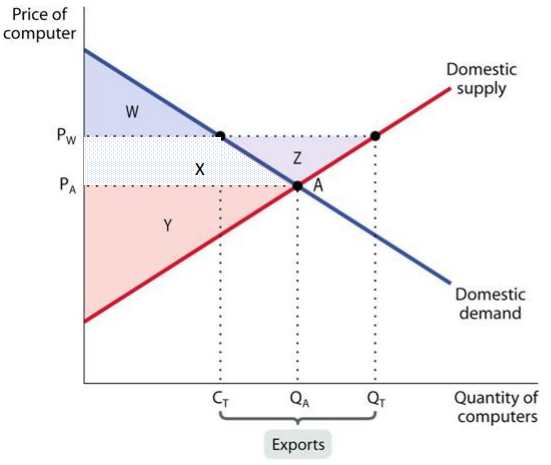 Price of
computer
Domestic
supply
W
P_W
Z
X
P_A
A
Y
Domestic
demand
C_T
Q_A
Q_T
Quantity of
computers
Exports